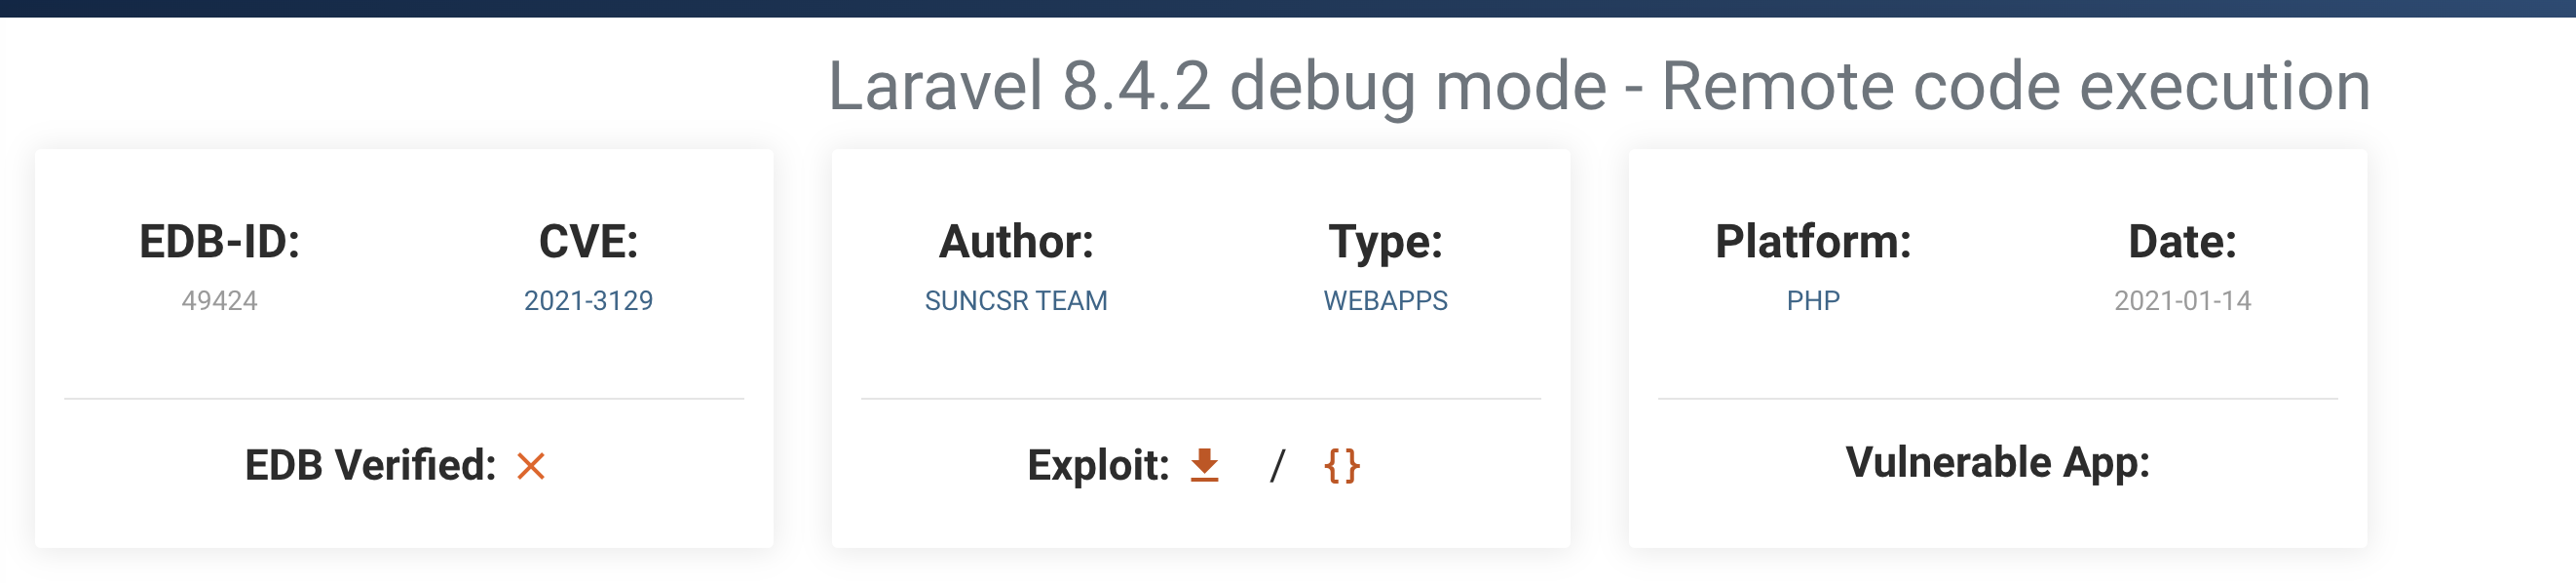 Laravel 8.4.2 debug mode - Remote code execution
EDB-ID:
49424
CVE:
2021-3129
EDB Verified:
Author:
SUNCSR TEAM
Type:
WEBAPPS
Exploit: / {}
Platform:
PHP
Date:
2021-01-14
Vulnerable App: